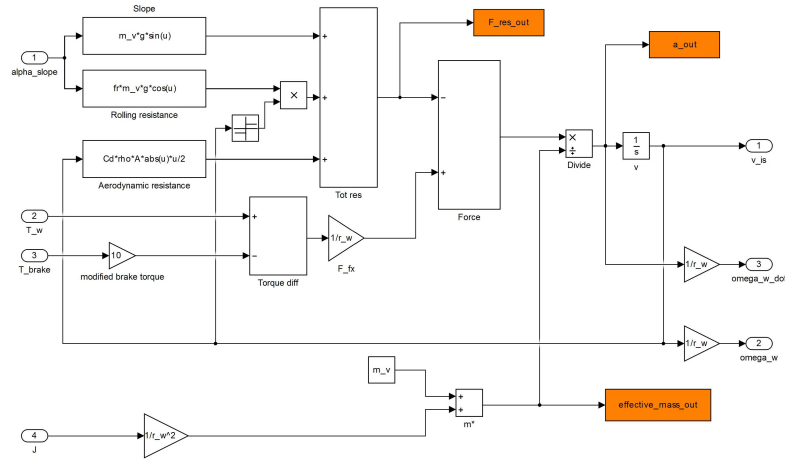 Slope
m_v*g*sin(u)
1
alpha_slope
fr*m_v*g*cos(u)
Rolling resistance
×
Cd*rho*A*abs(u)*u/2
Aerodynamic resistance
+
+
+
Tot res
F_res_out
a_out
−
+
Force
×
÷
Divide
1
s
v
1
v_is
2
T_w
3
T_brake
10
modified brake torque
+
−
Torque diff
1/r_w
F_fx
1/r_w
3
omega_w_dot
1/r_w
2
omega_w
m_v
+
+
m*
effective_mass_out
4
J
1/r_w^2